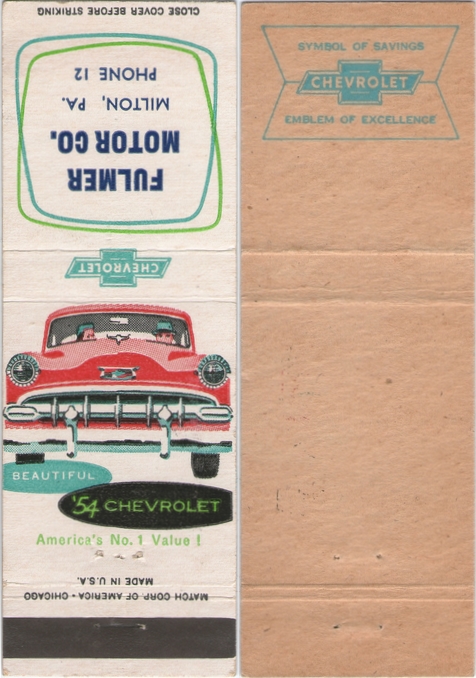 CLOSE COVER BEFORE STRIKING
FULMER
MOTOR CO.
MILTON, PA.
PHONE 12
CHEVROLET
BEAUTIFUL
'54 CHEVROLET
America's No. 1 Value !
MATCH CORP. OF AMERICA • CHICAGO
MADE IN U.S.A.
SYMBOL OF SAVINGS
CHEVROLET
EMBLEM OF EXCELLENCE